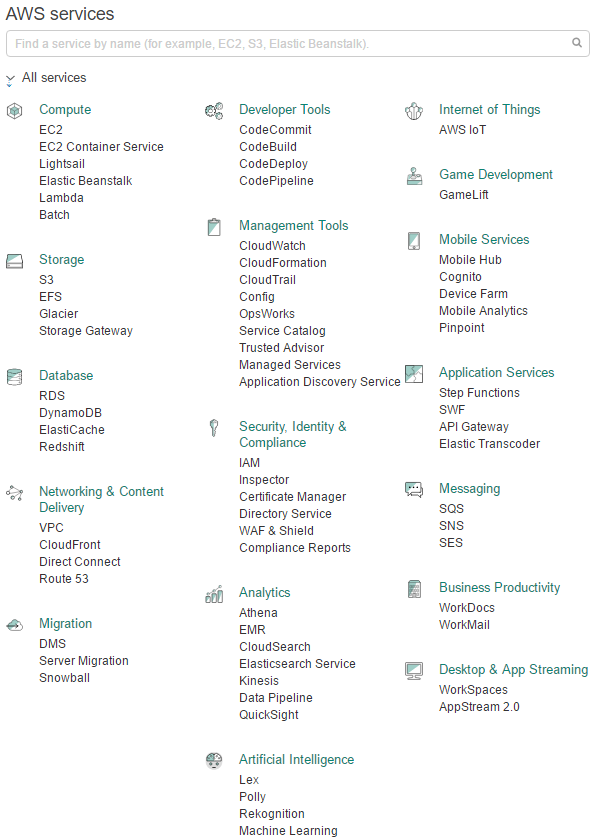 AWS services
Find a service by name (for example, EC2, S3, Elastic Beanstalk).
All services
Compute
EC2
EC2 Container Service
Lightsail
Elastic Beanstalk
Lambda
Batch
Storage
S3
EFS
Glacier
Storage Gateway
Database
RDS
DynamoDB
ElastiCache
Redshift
Networking & Content
Delivery
VPC
CloudFront
Direct Connect
Route 53
Migration
DMS
Server Migration
Snowball
Developer Tools
CodeCommit
CodeBuild
CodeDeploy
CodePipeline
Management Tools
CloudWatch
CloudFormation
CloudTrail
Config
OpsWorks
Service Catalog
Trusted Advisor
Managed Services
Application Discovery Service
Security, Identity &
Compliance
IAM
Inspector
Certificate Manager
Directory Service
WAF & Shield
Compliance Reports
Analytics
Athena
EMR
CloudSearch
Elasticsearch Service
Kinesis
Data Pipeline
QuickSight
Artificial Intelligence
Lex
Polly
Rekognition
Machine Learning
Internet of Things
AWS IoT
Game Development
GameLift
Mobile Services
Mobile Hub
Cognito
Device Farm
Mobile Analytics
Pinpoint
Application Services
Step Functions
SWF
API Gateway
Elastic Transcoder
Messaging
SQS
SNS
SES
Business Productivity
WorkDocs
WorkMail
Desktop & App Streaming
WorkSpaces
AppStream 2.0